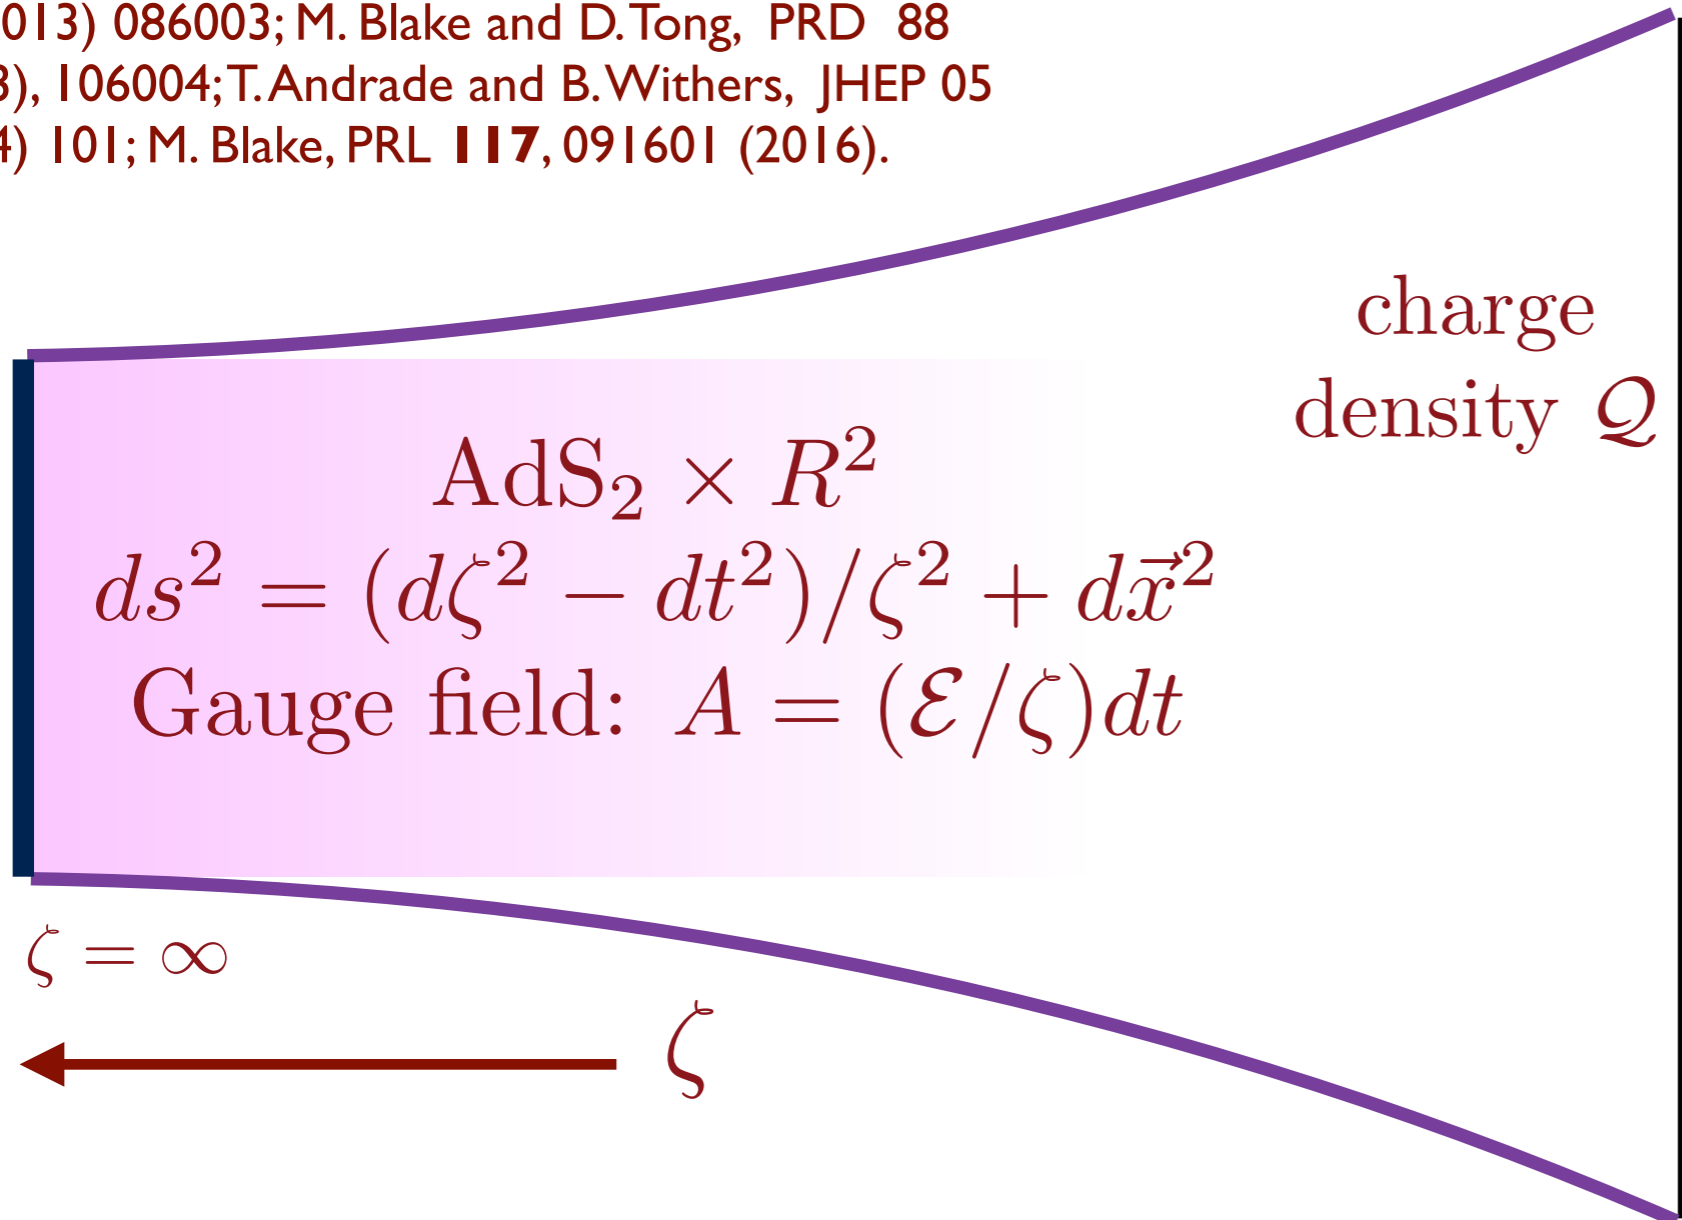 013) 086003; M. Blake and D. Tong, PRD 88
3), 106004; T. Andrade and B. Withers, JHEP 05
4) 101; M. Blake, PRL 117, 091601 (2016).
charge
density 𝒬
AdS₂ × R²
ds² = (dζ² − dt²)/ζ² + dx⃗²
Gauge field: A = (ℰ/ζ)dt
ζ = ∞
ζ